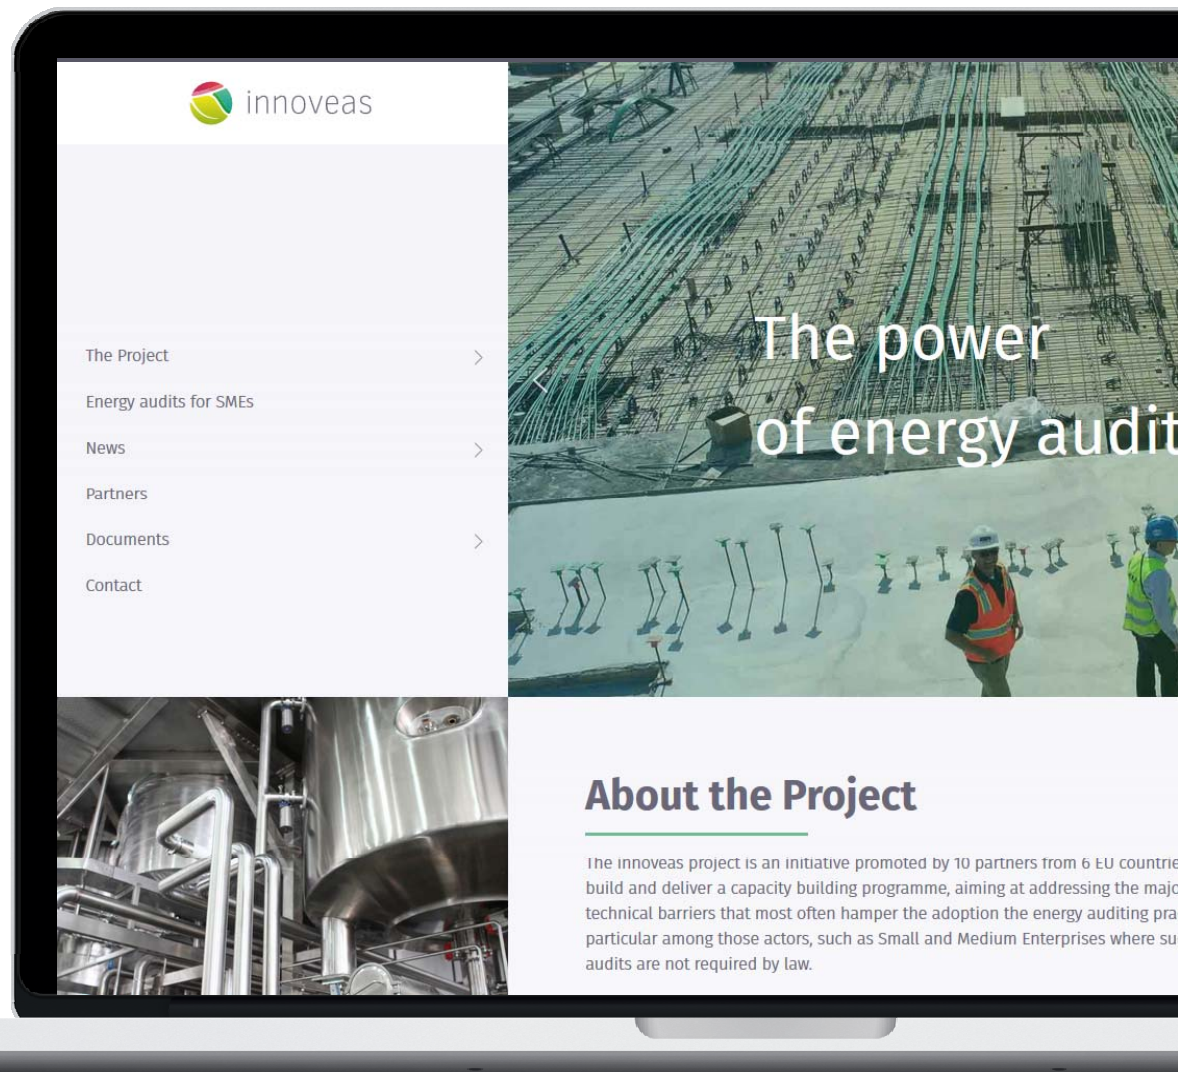 innoveas
The Project
Energy audits for SMEs
News
Partners
Documents
Contact
The power
of energy audit
About the Project
The Innoveas project is an initiative promoted by 10 partners from 6 EU countrie
build and deliver a capacity building programme, aiming at addressing the majo
technical barriers that most often hamper the adoption the energy auditing pra
particular among those actors, such as Small and Medium Enterprises where su
audits are not required by law.